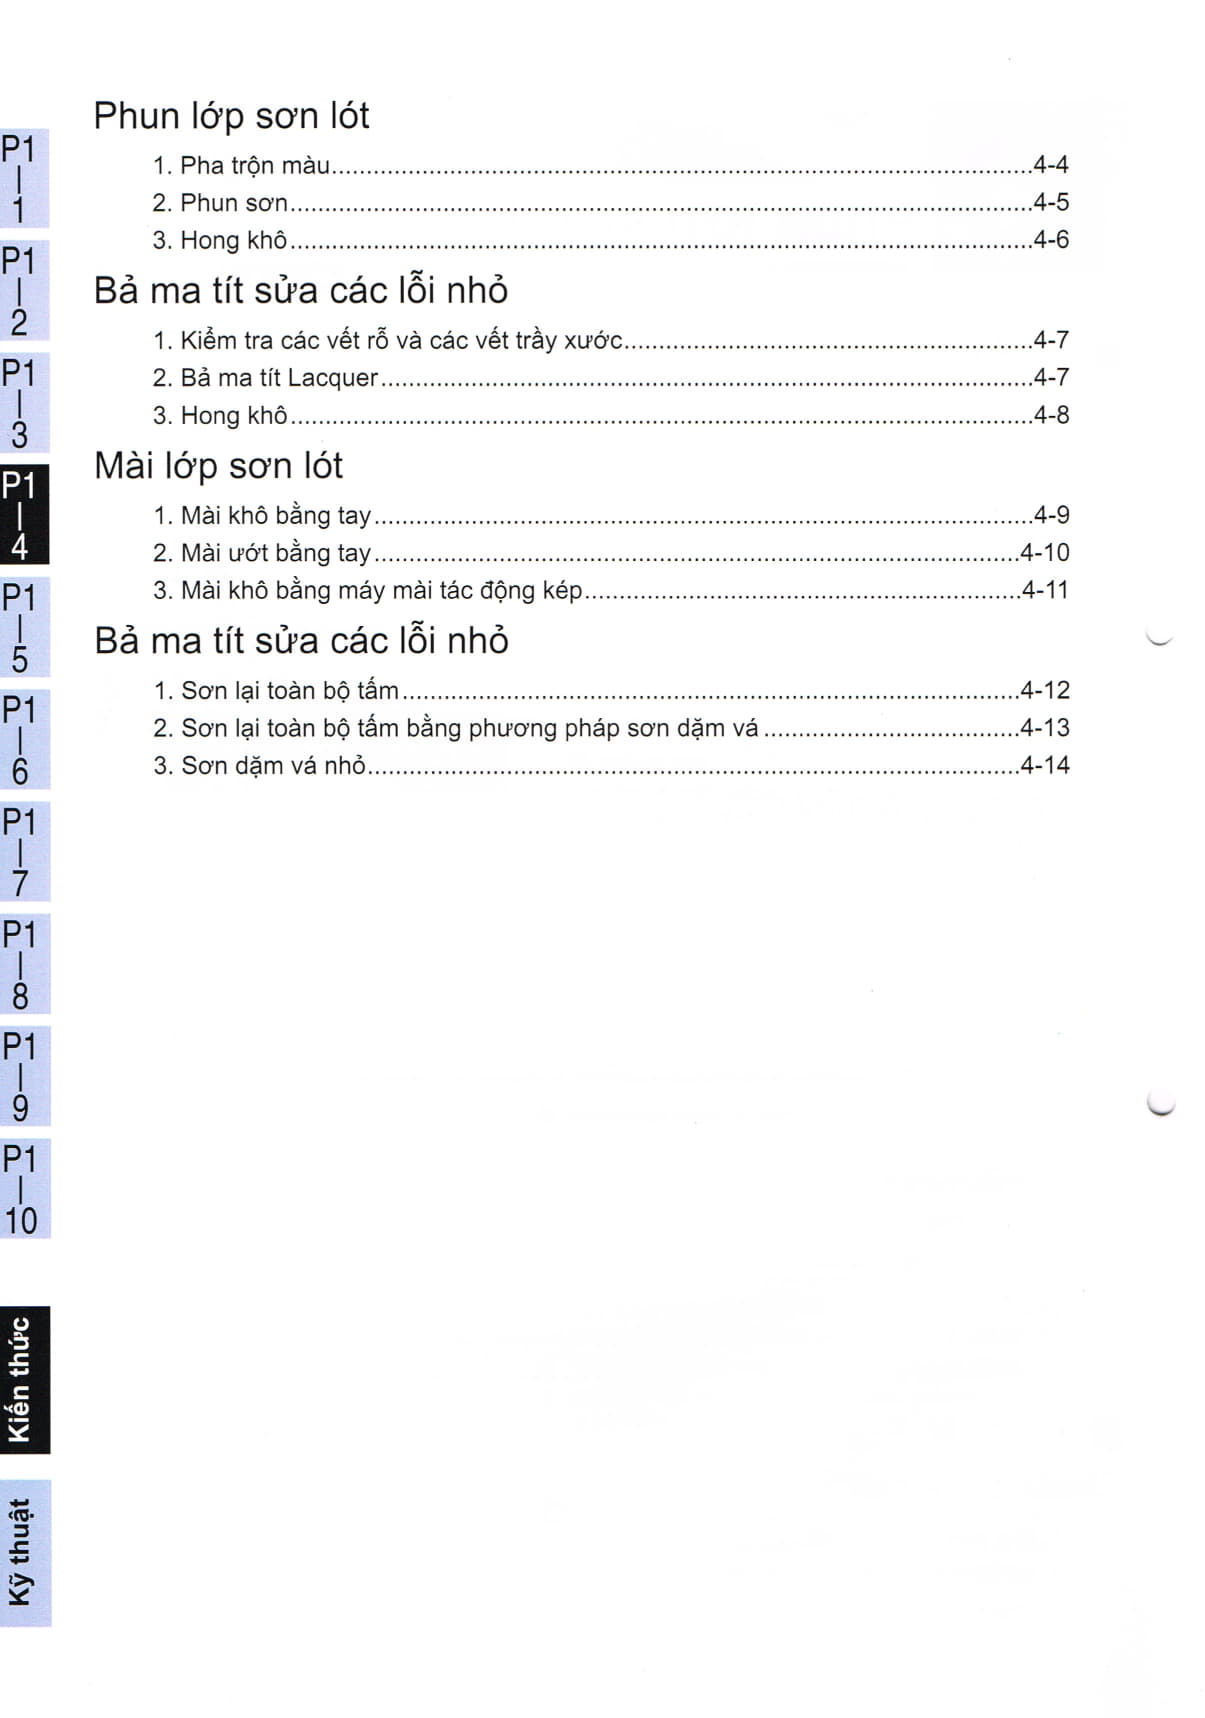 Phun lớp sơn lót
1. Pha trộn màu.....4-4
2. Phun sơn.....4-5
3. Hong khô.....4-6
Bả ma tít sửa các lỗi nhỏ
1. Kiểm tra các vết rỗ và các vết trầy xước.....4-7
2. Bả ma tít Lacquer.....4-7
3. Hong khô.....4-8
Mài lớp sơn lót
1. Mài khô bằng tay.....4-9
2. Mài ướt bằng tay.....4-10
3. Mài khô bằng máy mài tác động kép.....4-11
Bả ma tít sửa các lỗi nhỏ
1. Sơn lại toàn bộ tấm.....4-12
2. Sơn lại toàn bộ tấm bằng phương pháp sơn dặm vá.....4-13
3. Sơn dặm vá nhỏ.....4-14
P1
|
1
P1
|
2
P1
|
3
P1
|
4
P1
|
5
P1
|
6
P1
|
7
P1
|
8
P1
|
9
P1
|
10
Kiến thức
Kỹ thuật